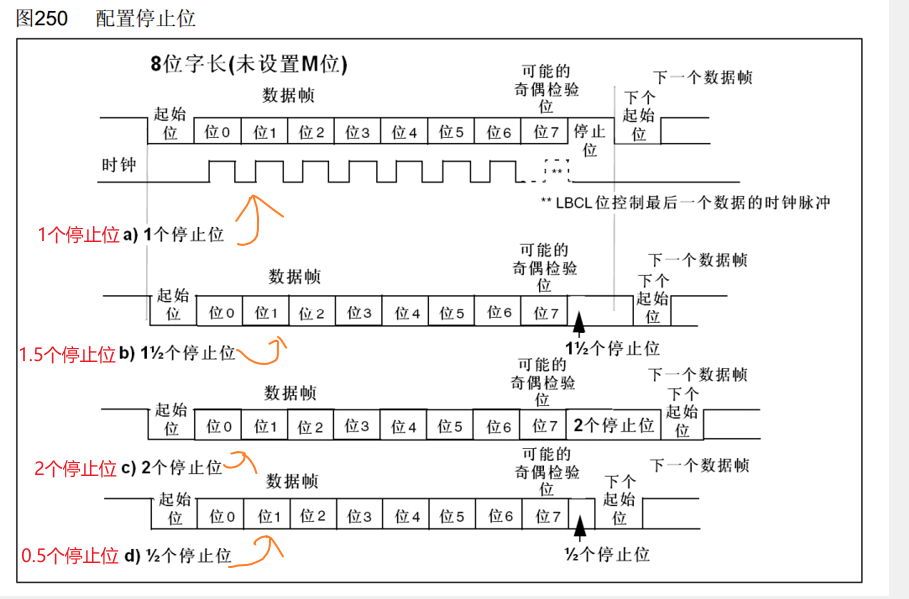 图250 配置停止位
8位字长(未设置M位)
数据帧
可能的
奇偶检验
位
下一个数据帧
起始
位
位0 位1 位2 位3 位4 位5 位6 位7
停止
位
下个
起始
位
时钟
**
** LBCL位控制最后一个数据的时钟脉冲
1个停止位 a) 1个停止位
数据帧
可能的
奇偶检验
位
下一个数据帧
起始
位
位0 位1 位2 位3 位4 位5 位6 位7
下个
起始
位
1.5个停止位 b) 1½个停止位
1½个停止位
数据帧
可能的
奇偶检验
位
下一个数据帧
起始
位
位0 位1 位2 位3 位4 位5 位6 位7 2个停止位
下个
起始
位
2个停止位 c) 2个停止位
数据帧
可能的
奇偶检验
位
下一个数据帧
起始
位
位0 位1 位2 位3 位4 位5 位6 位7
下个
起始
位
0.5个停止位 d) ½个停止位
½个停止位